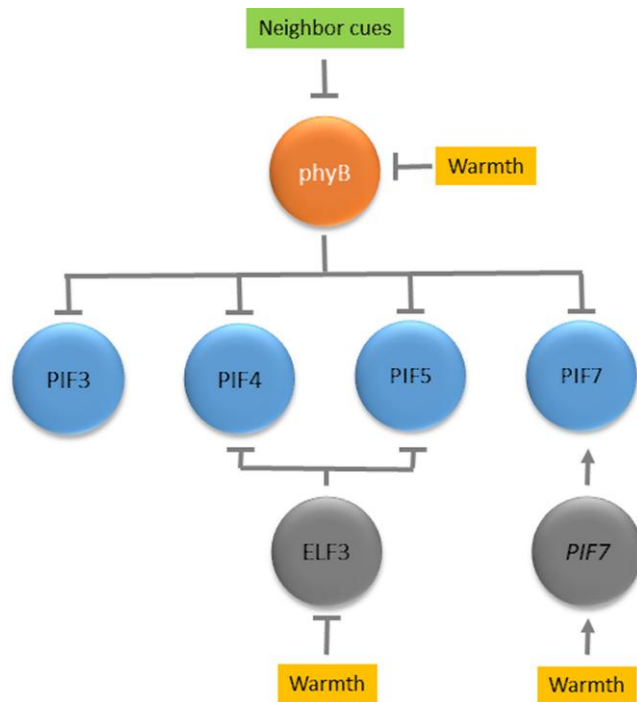 Neighbor cues
phyB
Warmth
PIF3
PIF4
PIF5
PIF7
ELF3
PIF7
Warmth
Warmth